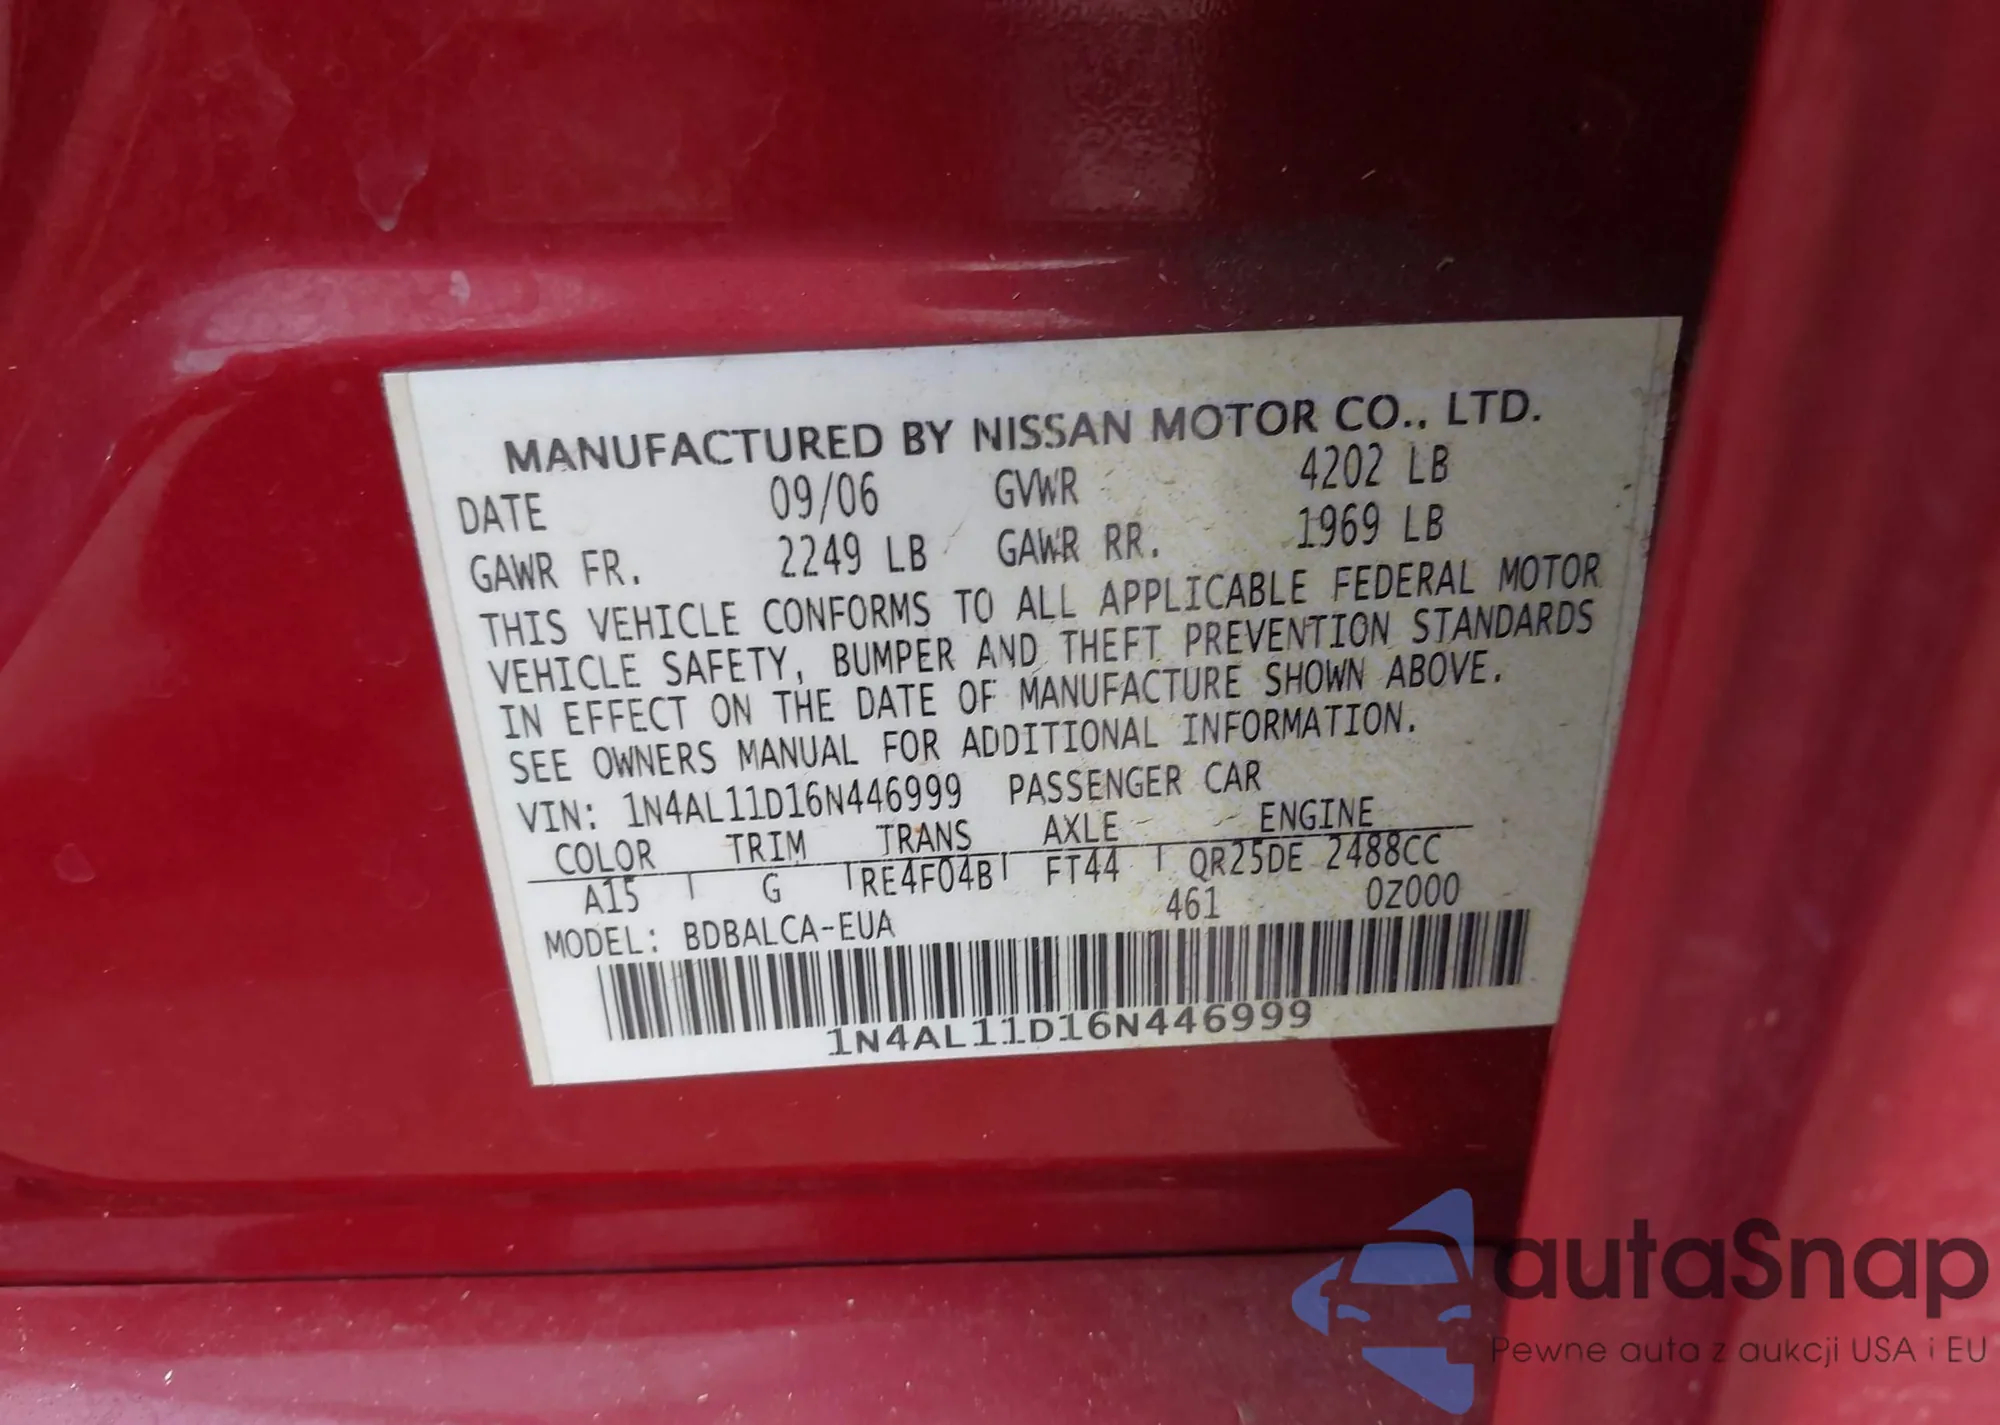 MANUFACTURED BY NISSAN MOTOR CO., LTD.
DATE 09/06 GVWR 4202 LB
GAWR FR. 2249 LB GAWR RR. 1969 LB
THIS VEHICLE CONFORMS TO ALL APPLICABLE FEDERAL MOTOR
VEHICLE SAFETY, BUMPER AND THEFT PREVENTION STANDARDS
IN EFFECT ON THE DATE OF MANUFACTURE SHOWN ABOVE.
SEE OWNERS MANUAL FOR ADDITIONAL INFORMATION.
VIN: 1N4AL11D16N446999 PASSENGER CAR
COLOR TRIM TRANS AXLE ENGINE
A15 G RE4F04B FT44 QR25DE 2488CC
461 0Z000
MODEL: BDBALCA-EUA
1N4AL11D16N446999
autaSnap
Pewne auta z aukcji USA i EU